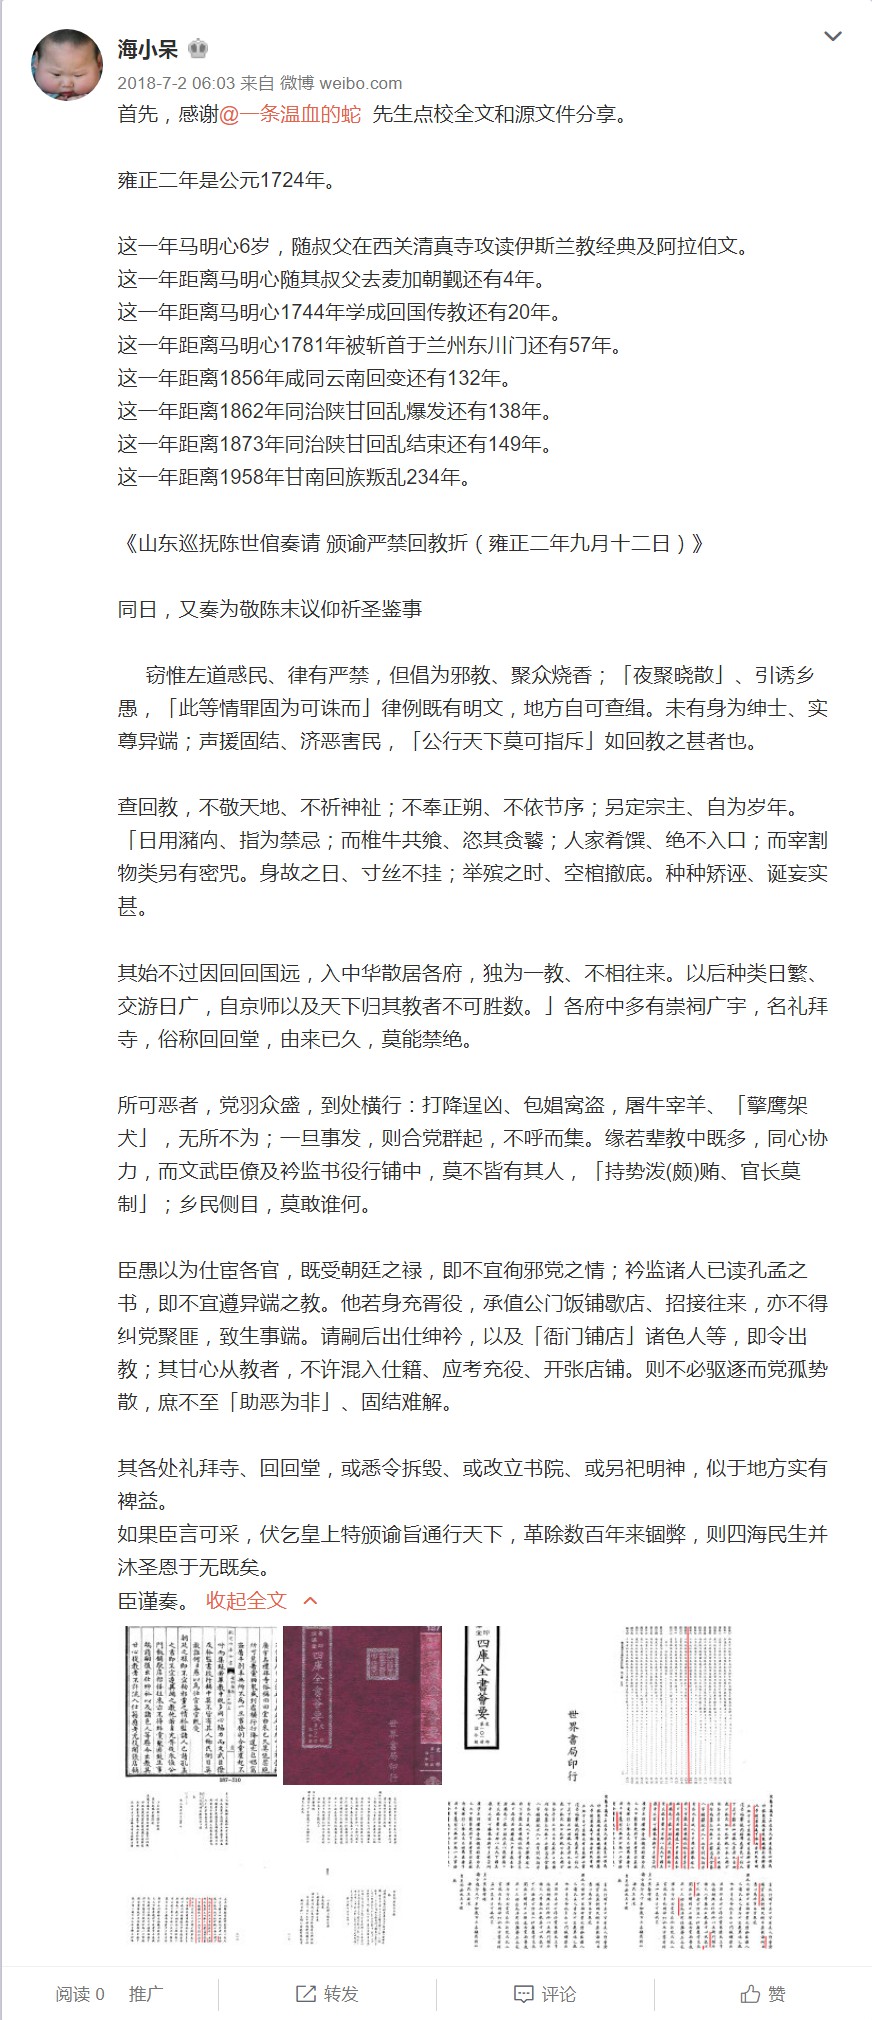 海小呆
2018-7-2 06:03 来自 微博 weibo.com
首先，感谢@一条温血的蛇 先生点校全文和源文件分享。
雍正二年是公元1724年。
这一年马明心6岁，随叔父在西关清真寺攻读伊斯兰教经典及阿拉伯文。
这一年距离马明心随其叔父去麦加朝觐还有4年。
这一年距离马明心1744年学成回国传教还有20年。
这一年距离马明心1781年被斩首于兰州东川门还有57年。
这一年距离1856年咸同云南回变还有132年。
这一年距离1862年同治陕甘回乱爆发还有138年。
这一年距离1873年同治陕甘回乱结束还有149年。
这一年距离1958年甘南回族叛乱234年。
《山东巡抚陈世倌奏请 颁谕严禁回教折（雍正二年九月十二日）》
同日，又奏为敬陈末议仰祈圣鉴事
窃惟左道惑民、律有严禁，但倡为邪教、聚众烧香；「夜聚晓散」、引诱乡
愚，「此等情罪固为可诛而」律例既有明文，地方自可查缉。未有身为绅士、实
尊异端；声援固结、济恶害民，「公行天下莫可指斥」如回教之甚者也。
查回教，不敬天地、不祈神祉；不奉正朔、不依节序；另定宗主、自为岁年。
「日用豬肉、指为禁忌；而椎牛共飨、恣其贪饕；人家肴馔、绝不入口；而宰割
物类另有密咒。身故之日、寸丝不挂；举殡之时、空棺撤底。种种矫诬、诞妄实
甚。
其始不过因回回国远，入中华散居各府，独为一教、不相往来。以后种类日繁、
交游日广，自京师以及天下归其教者不可胜数。」各府中多有崇祠广宇，名礼拜
寺，俗称回回堂，由来已久，莫能禁绝。
所可恶者，党羽众盛，到处横行：打降逞凶、包娼窝盗，屠牛宰羊、「擎鹰架
犬」，无所不为；一旦事发，则合党群起，不呼而集。缘若辈教中既多，同心协
力，而文武臣僚及衿监书役行铺中，莫不皆有其人，「持势泼(颇)贿、官长莫
制」；乡民侧目，莫敢谁何。
臣愚以为仕宦各官，既受朝廷之禄，即不宜徇邪党之情；衿监诸人已读孔孟之
书，即不宜遵异端之教。他若身充胥役，承值公门饭铺歇店、招接往来，亦不得
纠党聚匪，致生事端。请嗣后出仕绅衿，以及「衙门铺店」诸色人等，即令出
教；其甘心从教者，不许混入仕籍、应考充役、开张店铺。则不必驱逐而党孤势
散，庶不至「助恶为非」、固结难解。
其各处礼拜寺、回回堂，或悉令拆毁、或改立书院、或另祀明神，似于地方实有
裨益。
如果臣言可采，伏乞皇上特颁谕旨通行天下，革除数百年来锢弊，则四海民生并
沐圣恩于无既矣。
臣谨奏。 收起全文
四库全書薈要
世界書局印行
四库全書薈要
世界書局印行
阅读 0 推广 转发 评论 赞